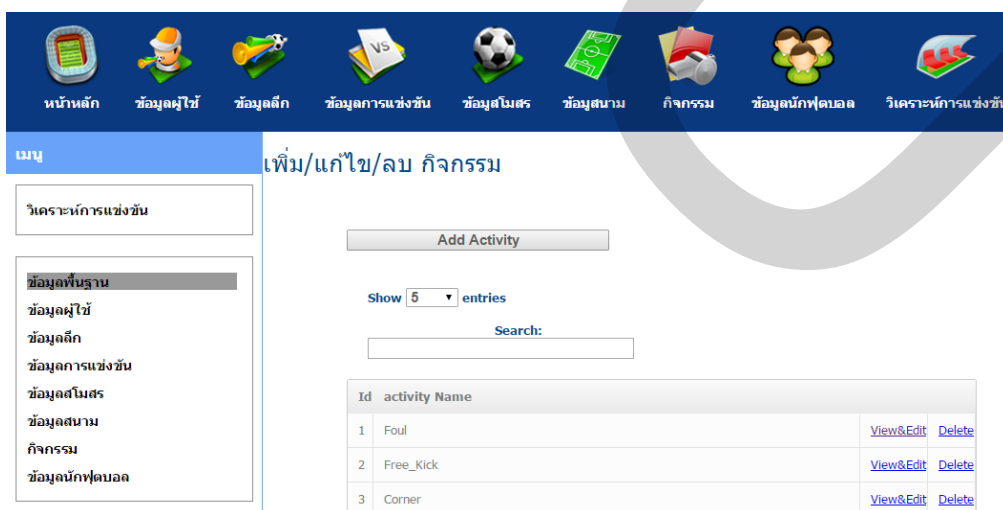 VS
หน้าหลัก ข้อมูลผู้ใช้ ข้อมูลลีก ข้อมูลการแข่งขัน ข้อมูลสโมสร ข้อมูสนาม กิจกรรม ข้อมูลนักฟุตบอล วิเคราะห์การแข่งขัน
เมนู
เพิ่ม/แก้ไข/ลบ กิจกรรม
วิเคราะห์การแข่งขัน
ข้อมูลพื้นฐาน
ข้อมูลผู้ใช้
ข้อมูลลีก
ข้อมูลการแข่งขัน
ข้อมูลสโมสร
ข้อมูลสนาม
กิจกรรม
ข้อมูลนักฟุตบอล
Add Activity
Show 5 entries
Search:
Id activity Name
1 Foul View&Edit Delete
2 Free_Kick View&Edit Delete
3 Corner View&Edit Delete